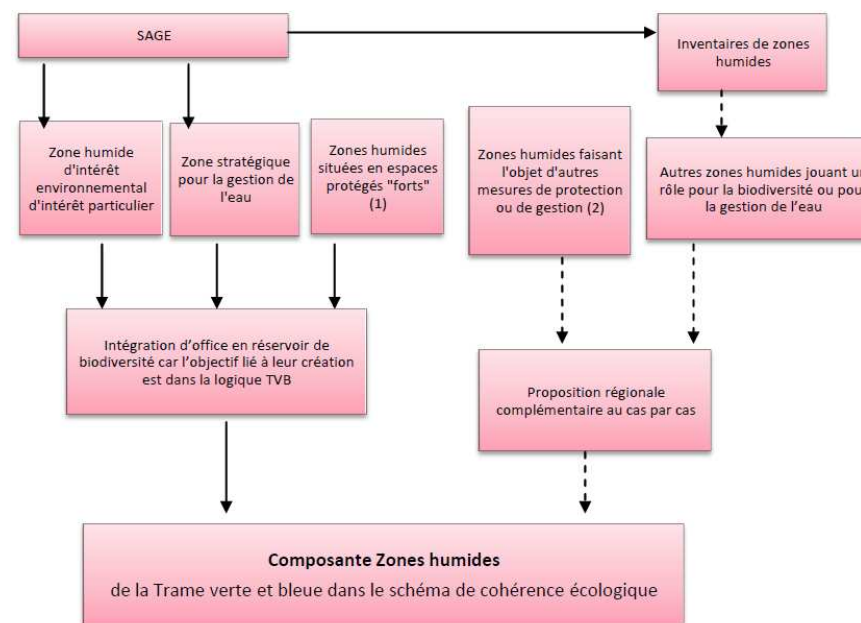 SAGE
Inventaires de zones
humides
Zone humide
d'intérêt
environnemental
d'intérêt particulier
Zone stratégique
pour la gestion de
l'eau
Zones humides
situées en espaces
protégés "forts"
(1)
Zones humides faisant
l'objet d'autres
mesures de protection
ou de gestion (2)
Autres zones humides jouant un
rôle pour la biodiversité ou pour
la gestion de l’eau
Intégration d’office en réservoir de
biodiversité car l’objectif lié à leur création
est dans la logique TVB
Proposition régionale
complémentaire au cas par cas
Composante Zones humides
de la Trame verte et bleue dans le schéma de cohérence écologique